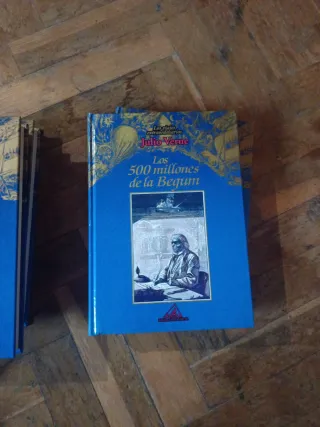 Julio Verne
Los
500 millones
de la Begum